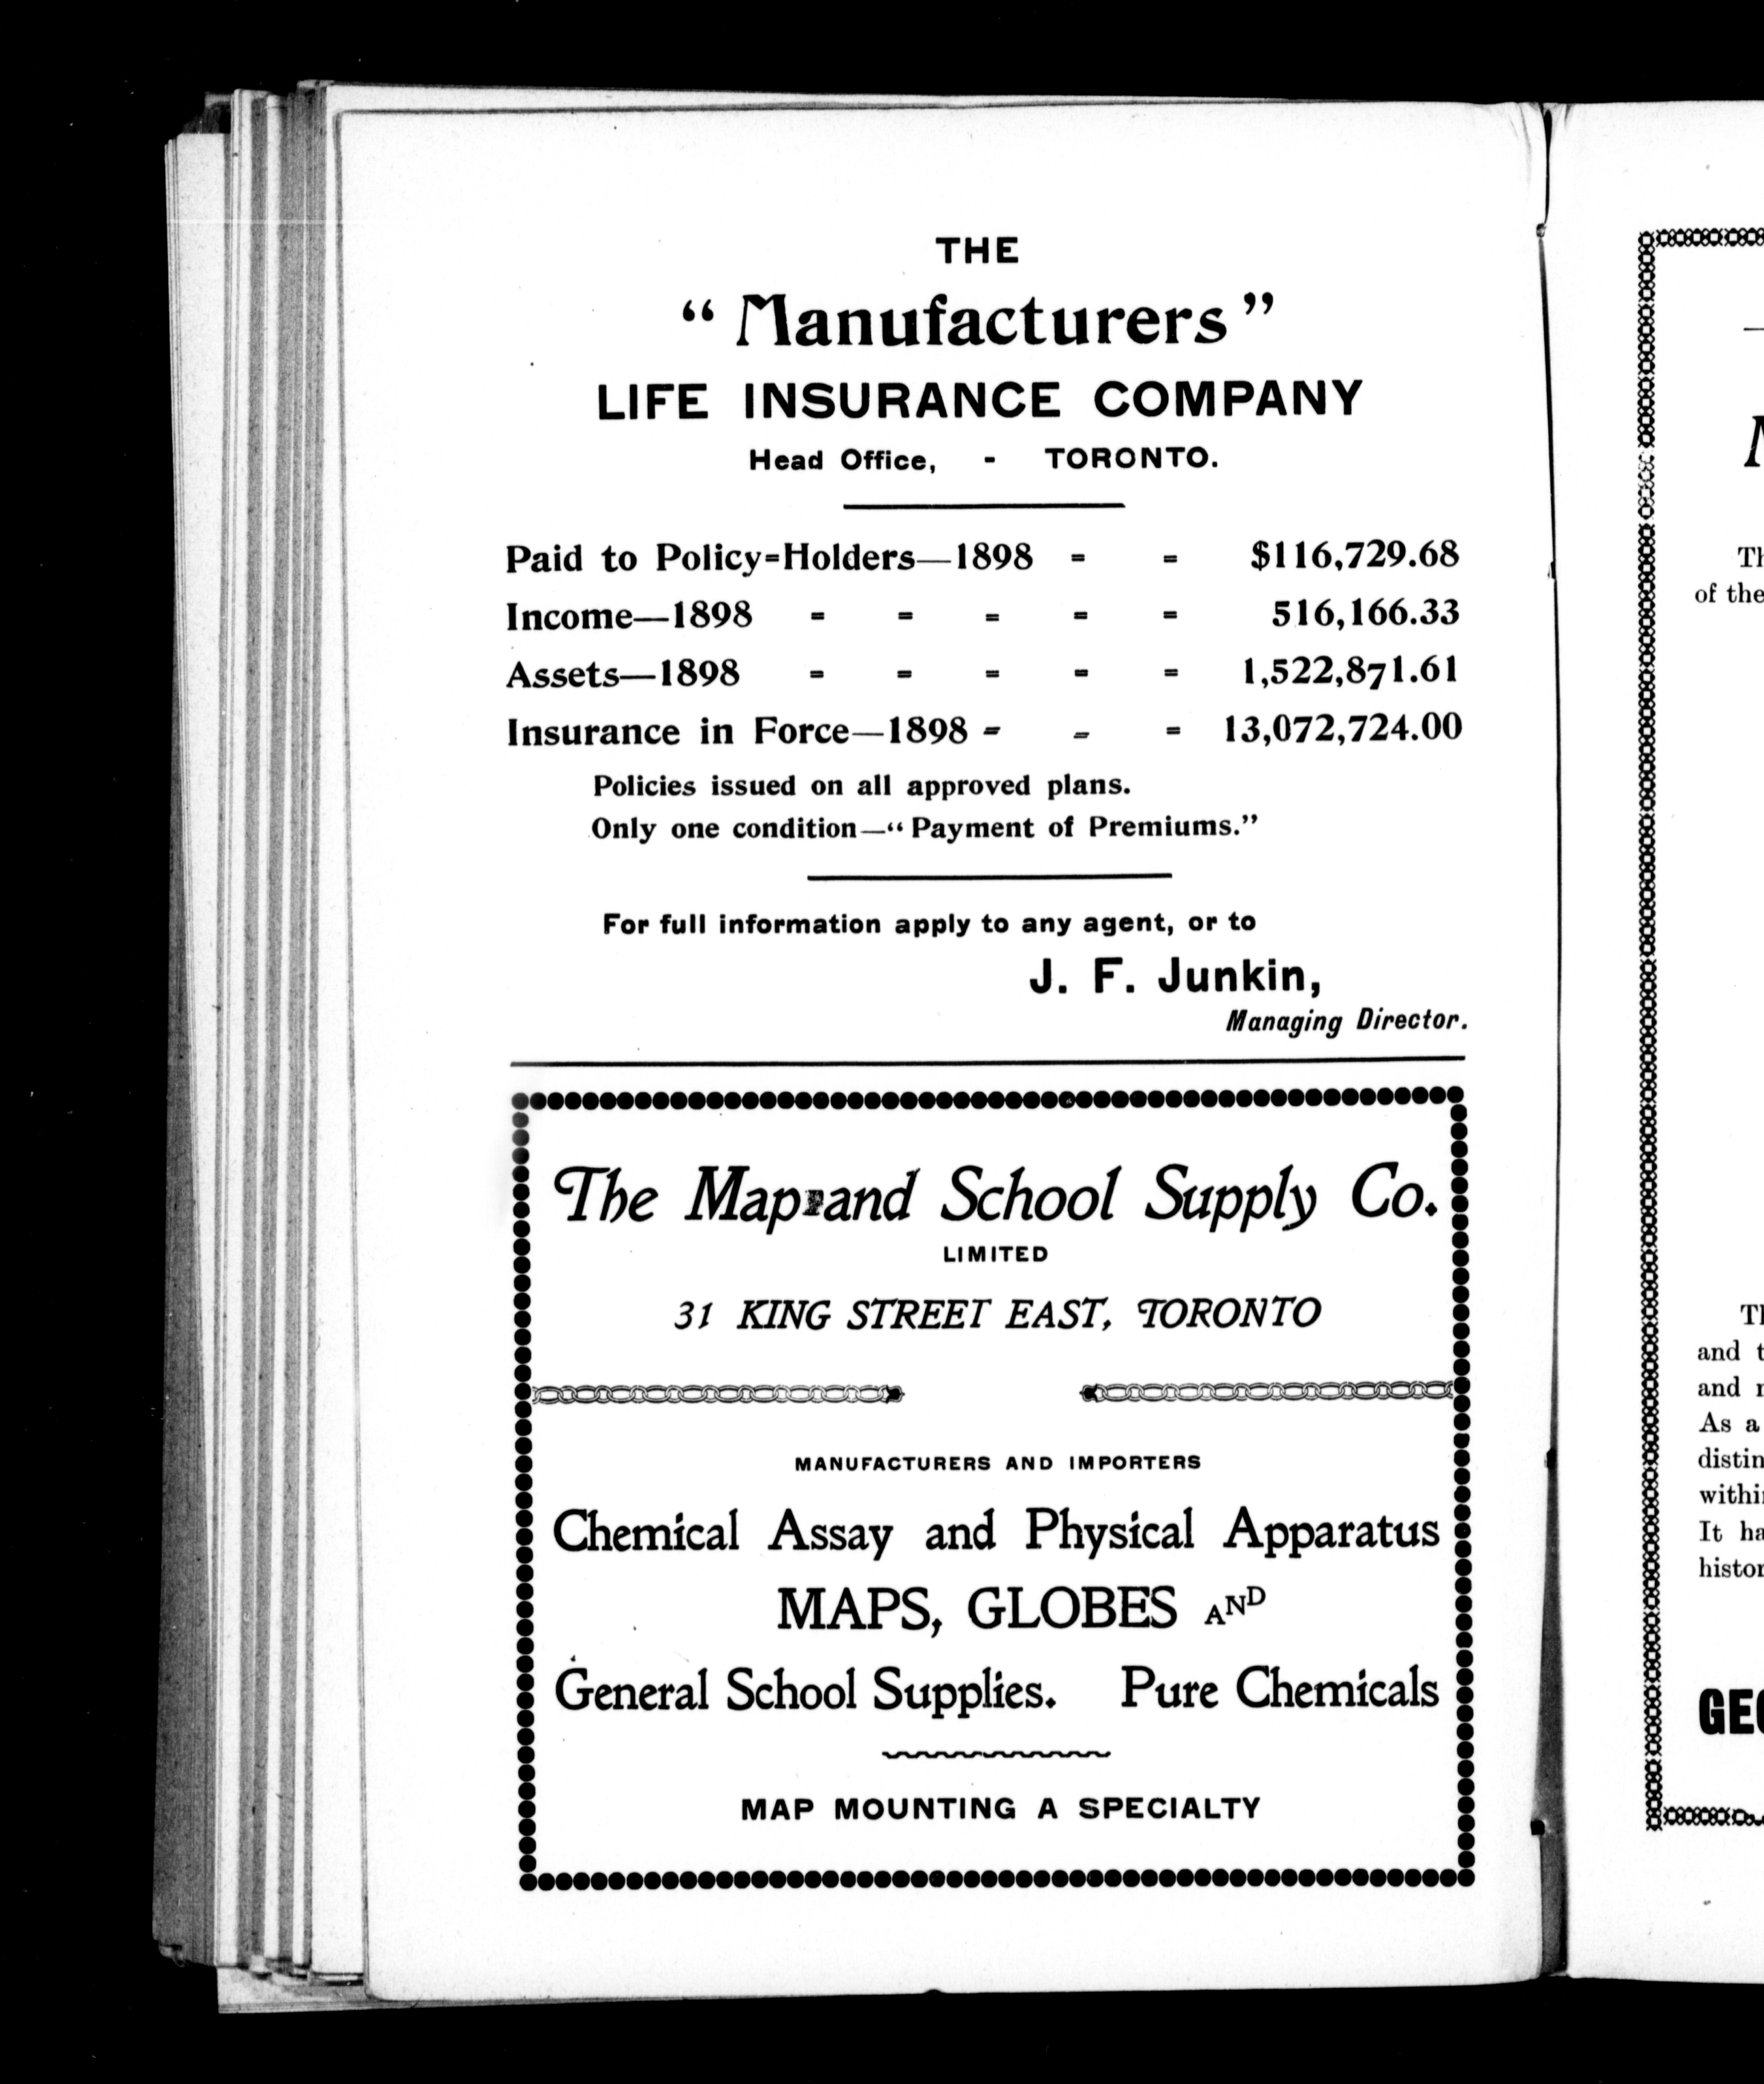 THE
“Manufacturers”
LIFE INSURANCE COMPANY
Head Office, - TORONTO.
Paid to Policy=Holders—1898 = = $116,729.68
Income—1898 = = = = = 516,166.33
Assets—1898 = = = = = 1,522,871.61
Insurance in Force—1898 = = = 13,072,724.00
Policies issued on all approved plans.
Only one condition—“Payment of Premiums.”
For full information apply to any agent, or to
J. F. Junkin,
Managing Director.
The Map and School Supply Co.
LIMITED
31 KING STREET EAST, TORONTO
MANUFACTURERS AND IMPORTERS
Chemical Assay and Physical Apparatus
MAPS, GLOBES AND
General School Supplies. Pure Chemicals
MAP MOUNTING A SPECIALTY
of the
and
and
As a
It